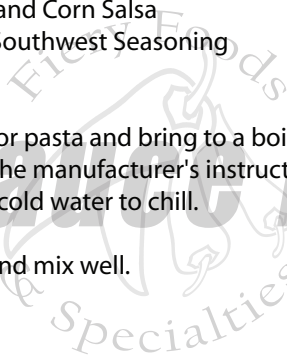 and Corn Salsa
Southwest Seasoning
Fiery Foods
or pasta and bring to a boi
he manufacturer's instruct
cold water to chill.
auce
nd mix well.
& Specialties